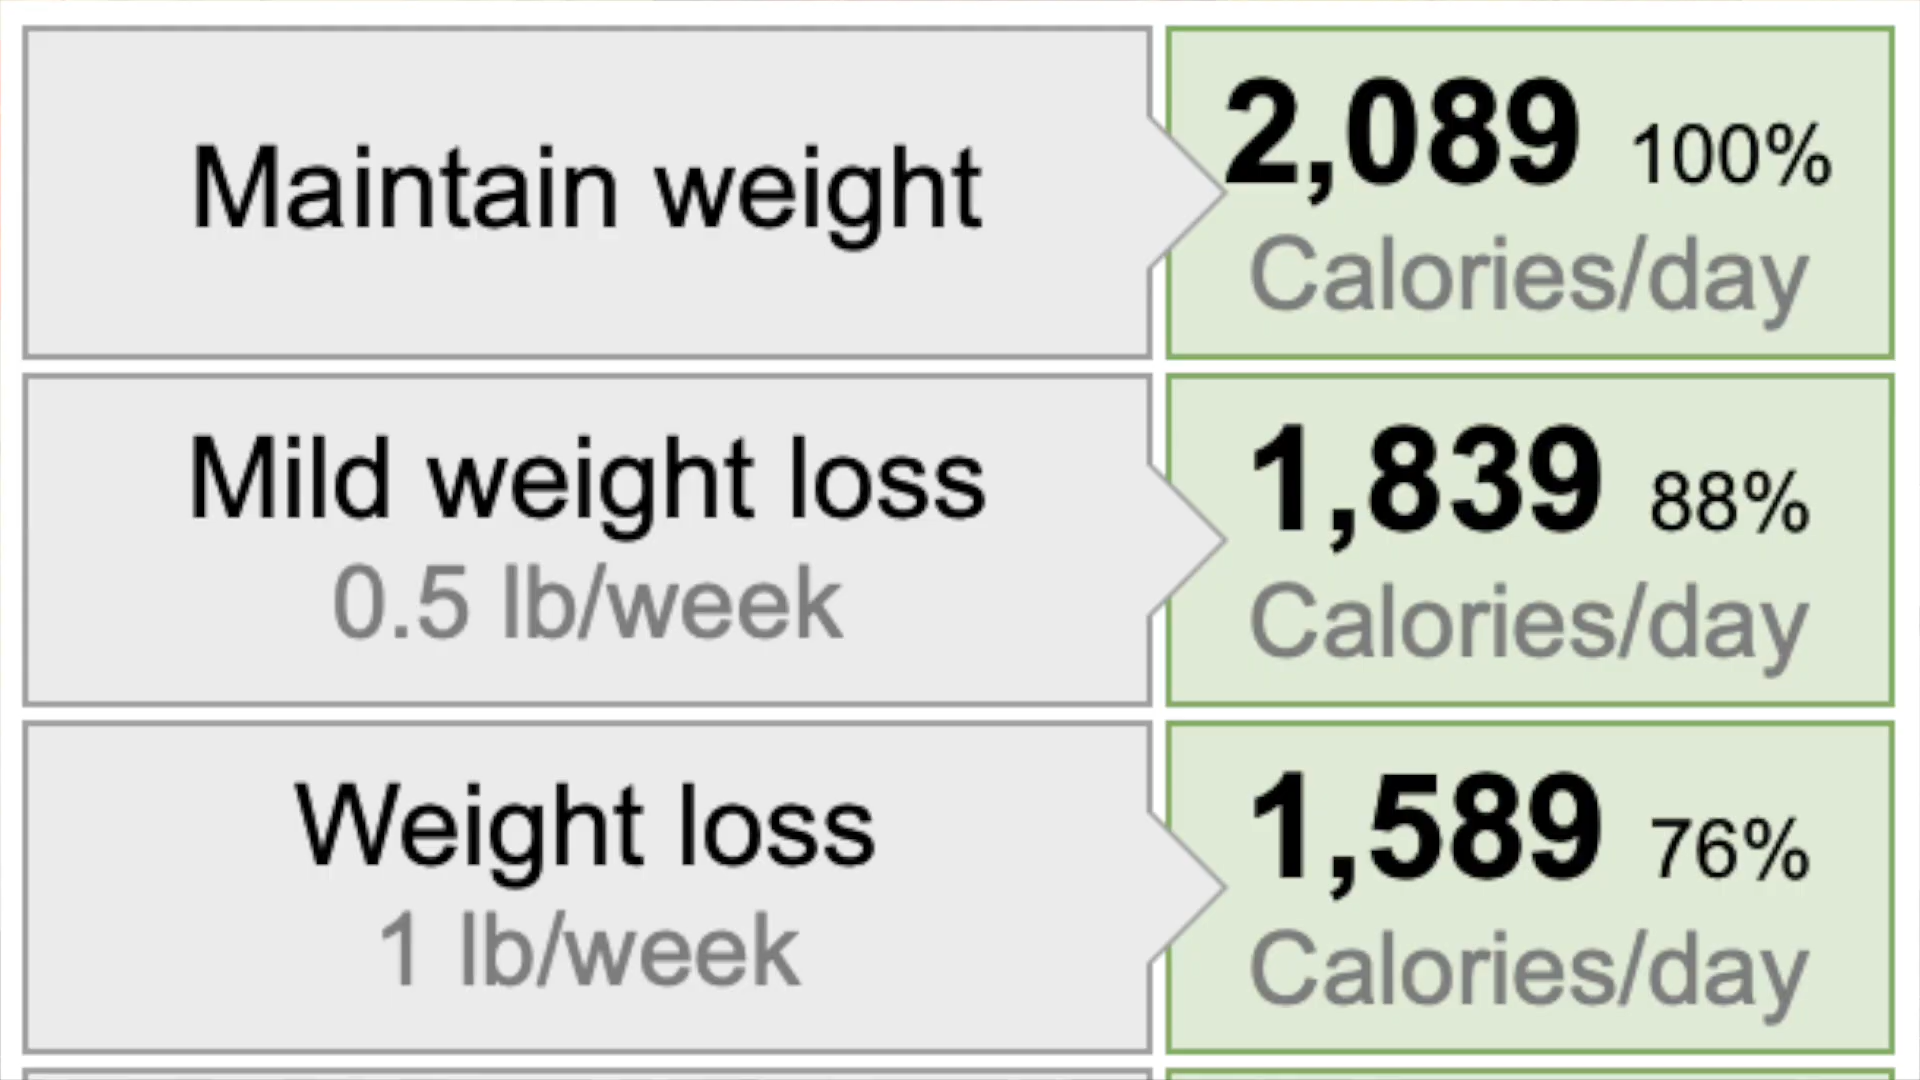 Maintain weight
2,089 100%
Calories/day
Mild weight loss
0.5 lb/week
1,839 88%
Calories/day
Weight loss
1 lb/week
1,589 76%
Calories/day